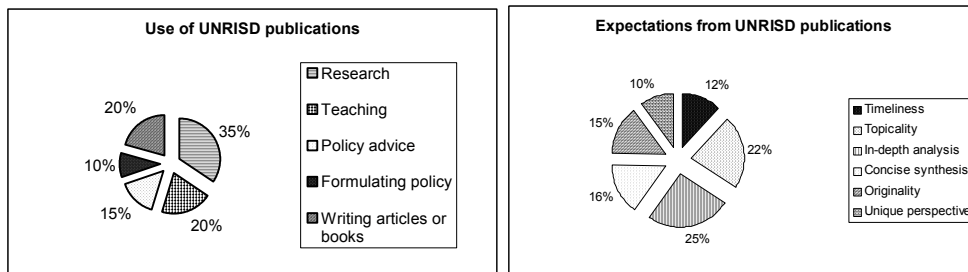 Use of UNRISD publications
20%
35%
10%
15%
20%
Research
Teaching
Policy advice
Formulating policy
Writing articles or
books
Expectations from UNRISD publications
10%
12%
15%
22%
16%
25%
Timeliness
Topicality
In-depth analysis
Concise synthesis
Originality
Unique perspective